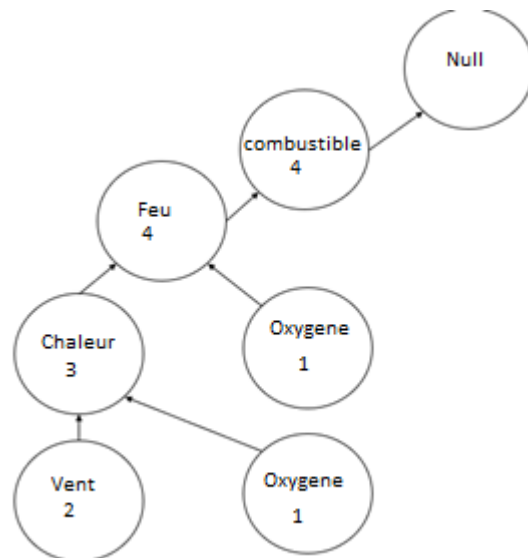 Null
combustible
4
Feu
4
Chaleur
3
Oxygene
1
Vent
2
Oxygene
1